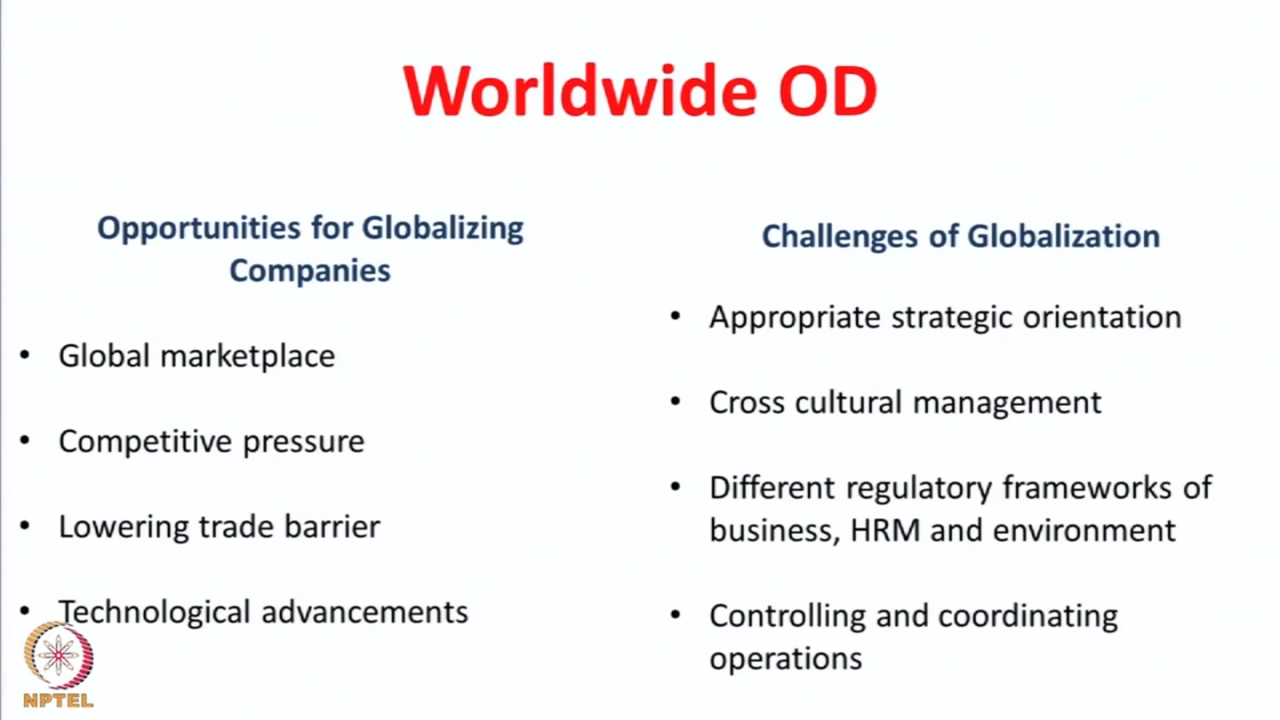 Worldwide OD
Opportunities for Globalizing
Companies
• Global marketplace
• Competitive pressure
• Lowering trade barrier
• Technological advancements
Challenges of Globalization
• Appropriate strategic orientation
• Cross cultural management
• Different regulatory frameworks of
business, HRM and environment
• Controlling and coordinating
operations
NPTEL